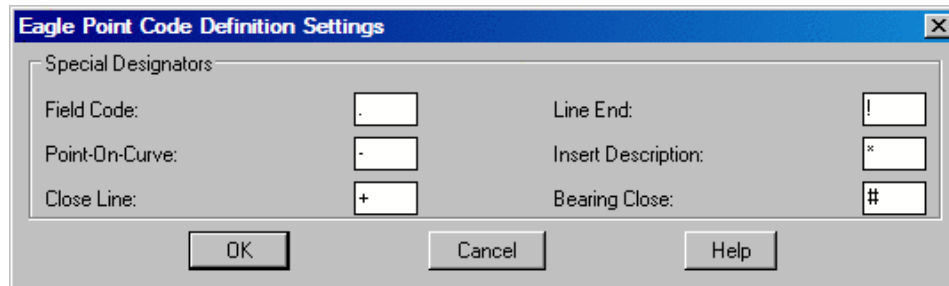 Eagle Point Code Definition Settings
Special Designators
Field Code: . Line End: !
Point-On-Curve: - Insert Description: *
Close Line: + Bearing Close: #
OK Cancel Help